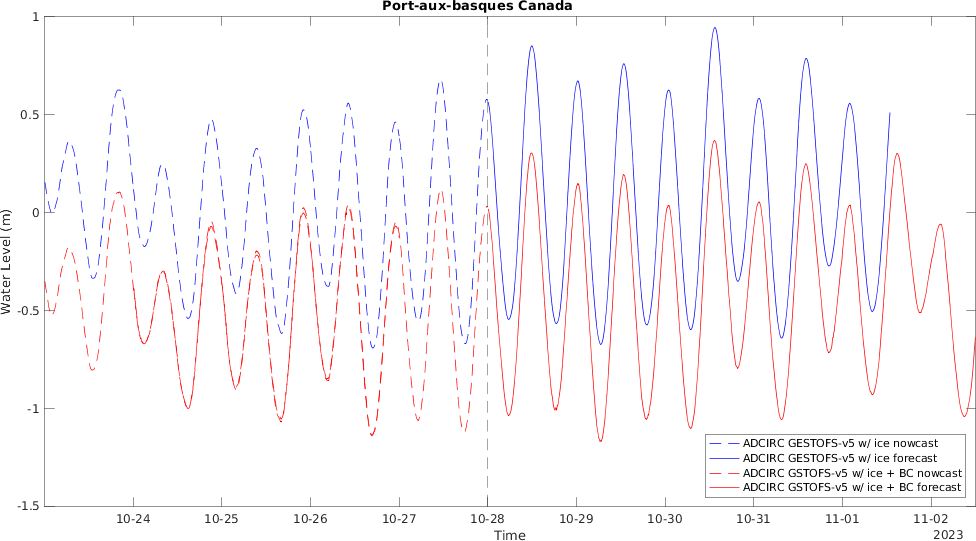 Port-aux-basques Canada
1
0.5
0
-0.5
-1
-1.5
Water Level (m)
ADCIRC GESTOFS-v5 w/ ice nowcast
ADCIRC GESTOFS-v5 w/ ice forecast
ADCIRC GSTOFS-v5 w/ ice + BC nowcast
ADCIRC GSTOFS-v5 w/ ice + BC forecast
10-24 10-25 10-26 10-27 10-28 10-29 10-30 10-31 11-01 11-02
Time
2023